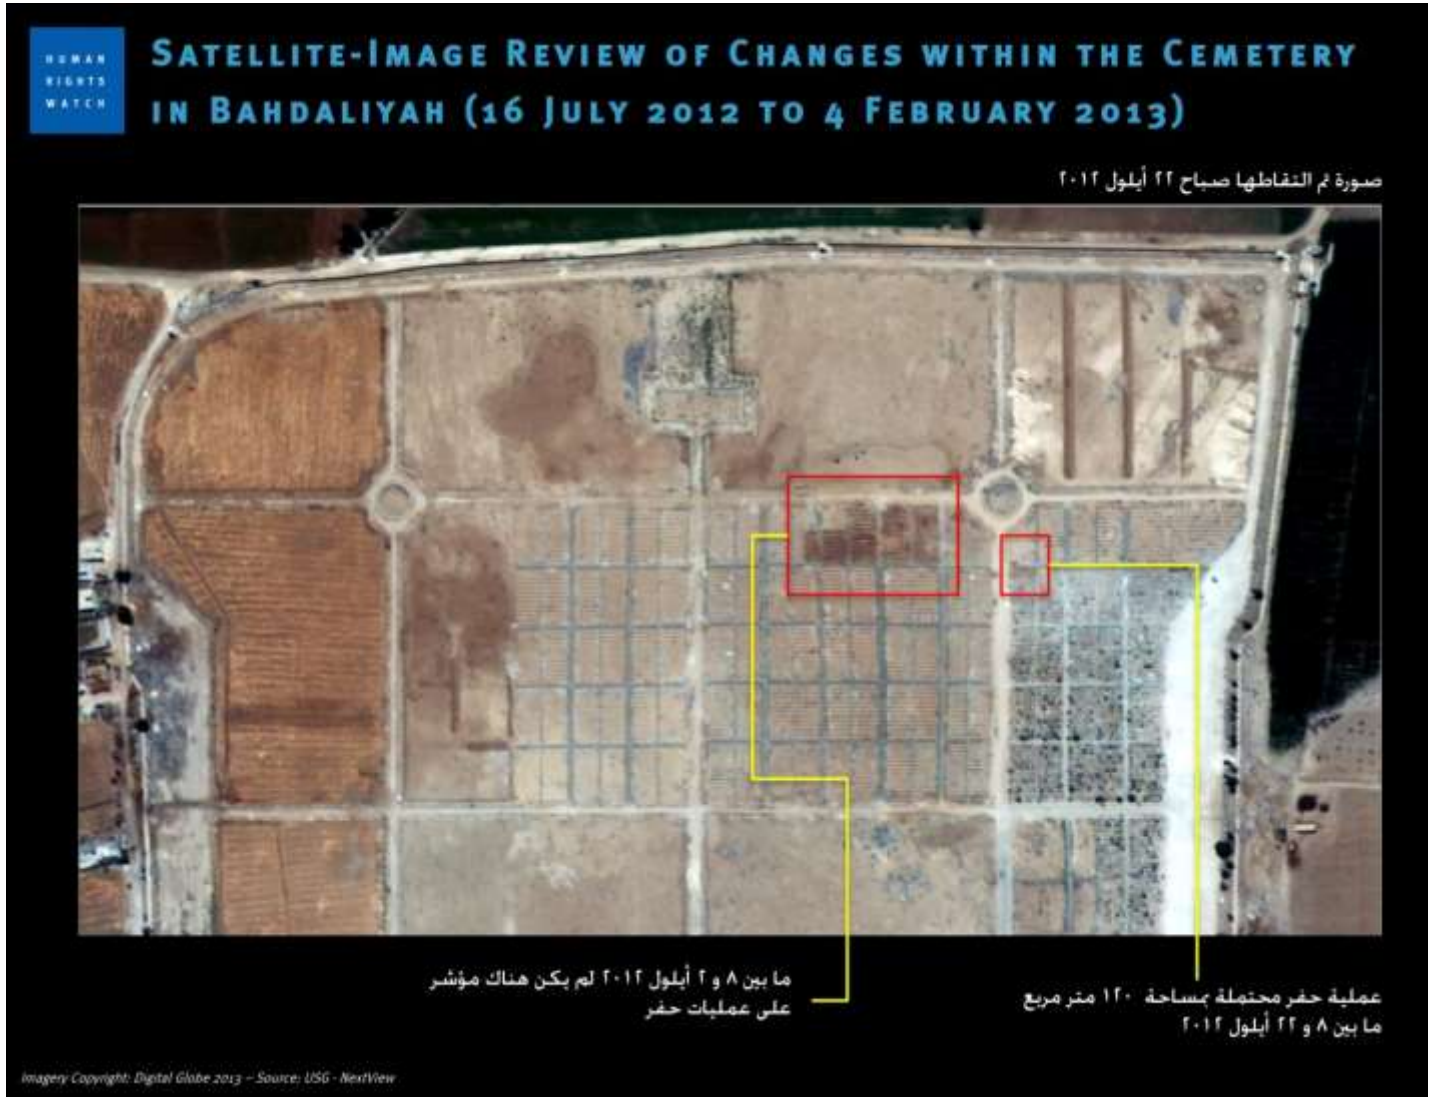 HUMAN
RIGHTS
WATCH
SATELLITE-IMAGE REVIEW OF CHANGES WITHIN THE CEMETERY
IN BAHDALIYAH (16 JULY 2012 TO 4 FEBRUARY 2013)
صورة تم التقاطها صباح ٢٢ أيلول ٢٠١٢
ما بين ٨ و ٢ أيلول ٢٠١٢ لم يكن هناك مؤشر
على عمليات حفر
عملية حفر محتملة بمساحة ١٢٠ متر مربع
ما بين ٨ و ٢٢ أيلول ٢٠١٢
Imagery Copyright: Digital Globe 2013 – Source: USG - NextView